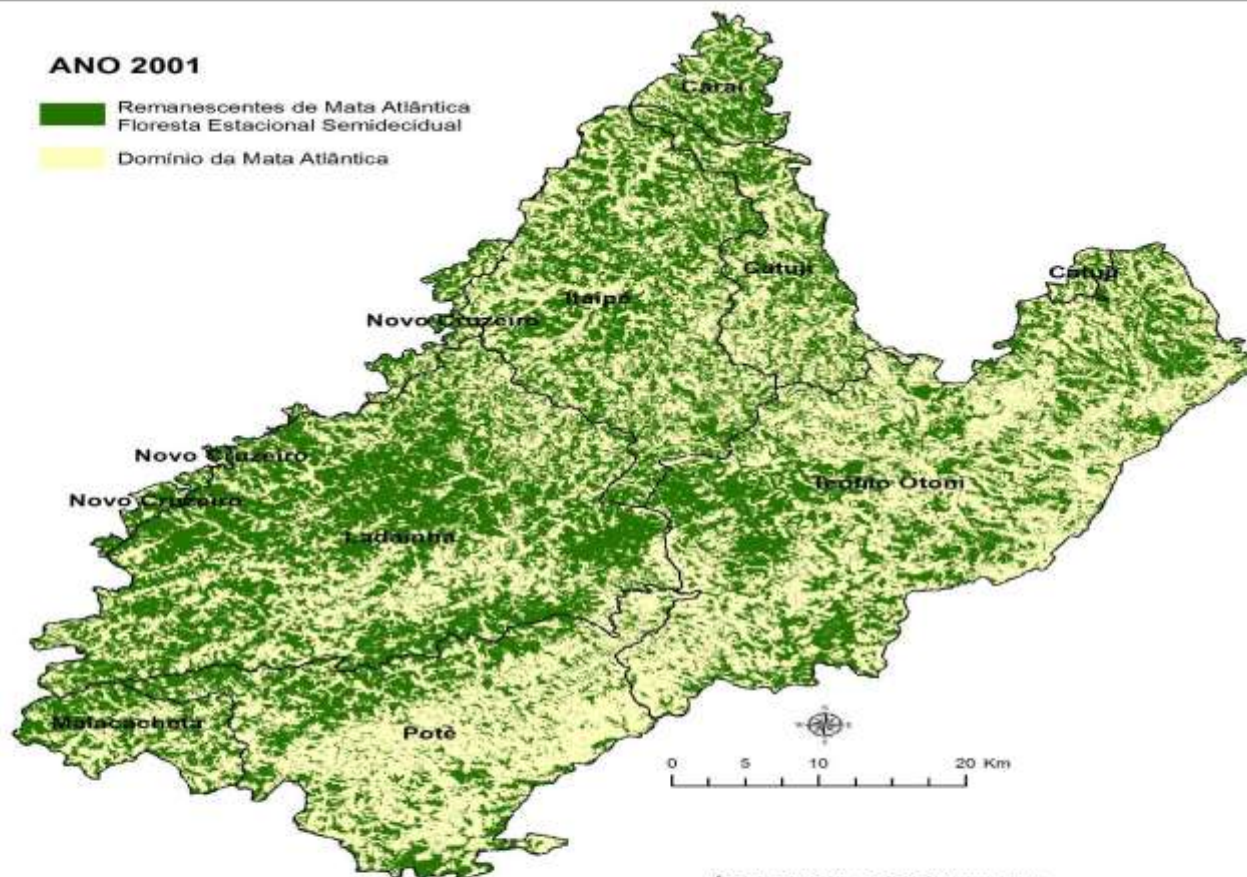 ANO 2001
Remanescentes de Mata Atlântica
Floresta Estacional Semidecidual
Domínio da Mata Atlântica
Caraí
Catuji
Catuji
Itaipé
Novo Cruzeiro
Novo Cruzeiro
Teófilo Otoni
Novo Cruzeiro
Ladainha
Malacacheta
Potè
0 5 10 20 Km